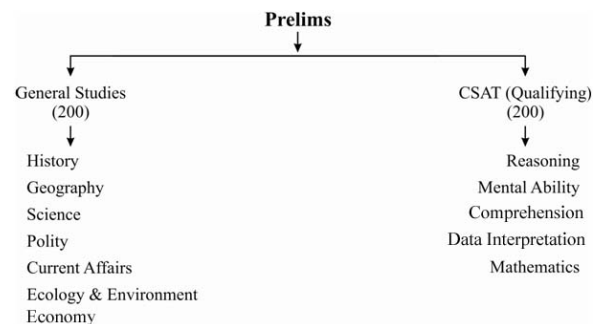 Prelims
General Studies
(200)
History
Geography
Science
Polity
Current Affairs
Ecology & Environment
Economy
CSAT (Qualifying)
(200)
Reasoning
Mental Ability
Comprehension
Data Interpretation
Mathematics